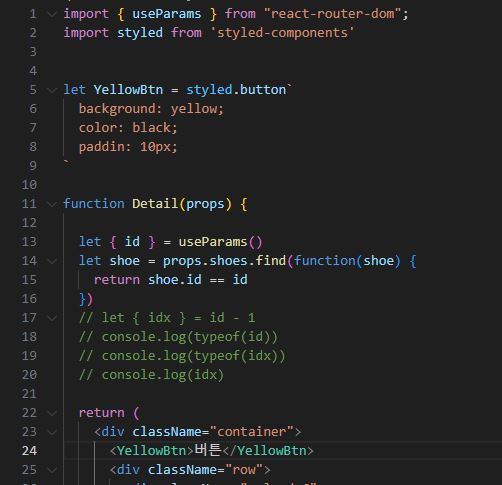 1 import { useParams } from "react-router-dom";
2 import styled from 'styled-components'
3
4
5 let YellowBtn = styled.button`
6 background: yellow;
7 color: black;
8 paddin: 10px;
9 `
10
11 function Detail(props) {
12
13 let { id } = useParams()
14 let shoe = props.shoes.find(function(shoe) {
15 return shoe.id == id
16 })
17 // let { idx } = id - 1
18 // console.log(typeof(id))
19 // console.log(typeof(idx))
20 // console.log(idx)
21
22 return (
23 <div className="container">
24 <YellowBtn>버튼</YellowBtn>
25 <div className="row">